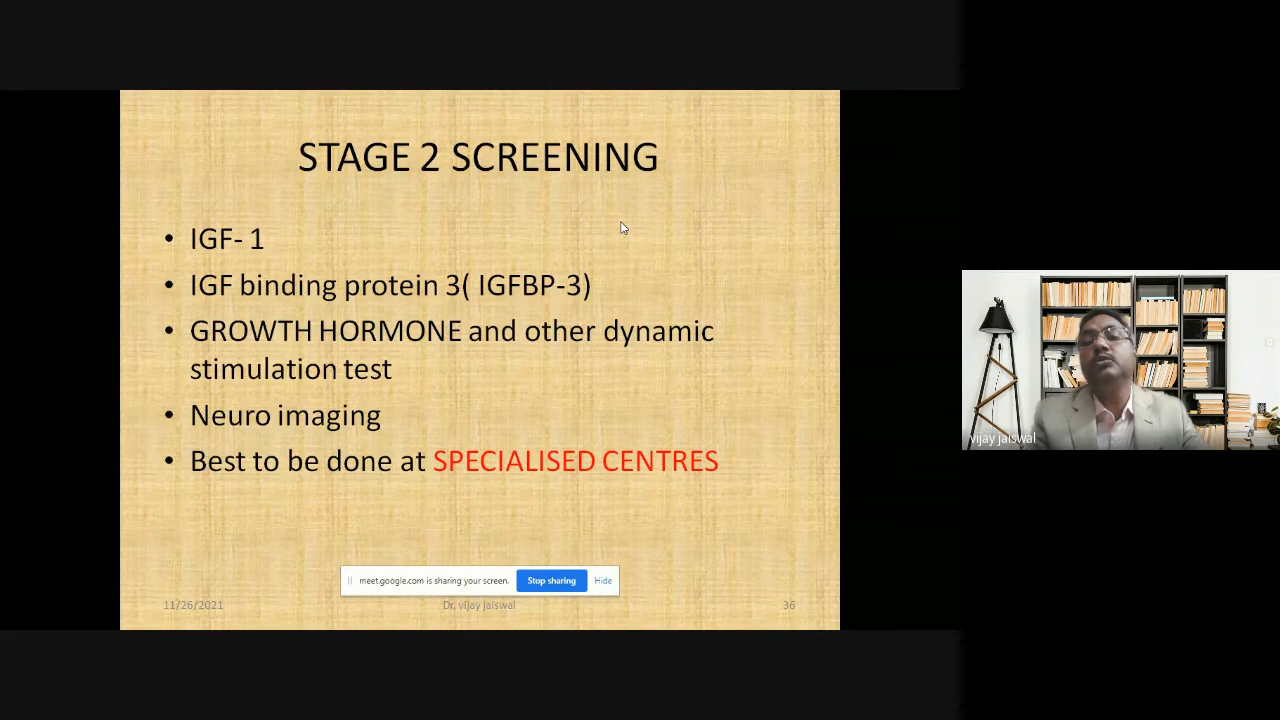 STAGE 2 SCREENING
• IGF- 1
• IGF binding protein 3( IGFBP-3)
• GROWTH HORMONE and other dynamic
stimulation test
• Neuro imaging
• Best to be done at SPECIALISED CENTRES
meet.google.com is sharing your screen. Stop sharing Hide
11/26/2021 Dr. vijay jaiswal 36
vijay jaiswal